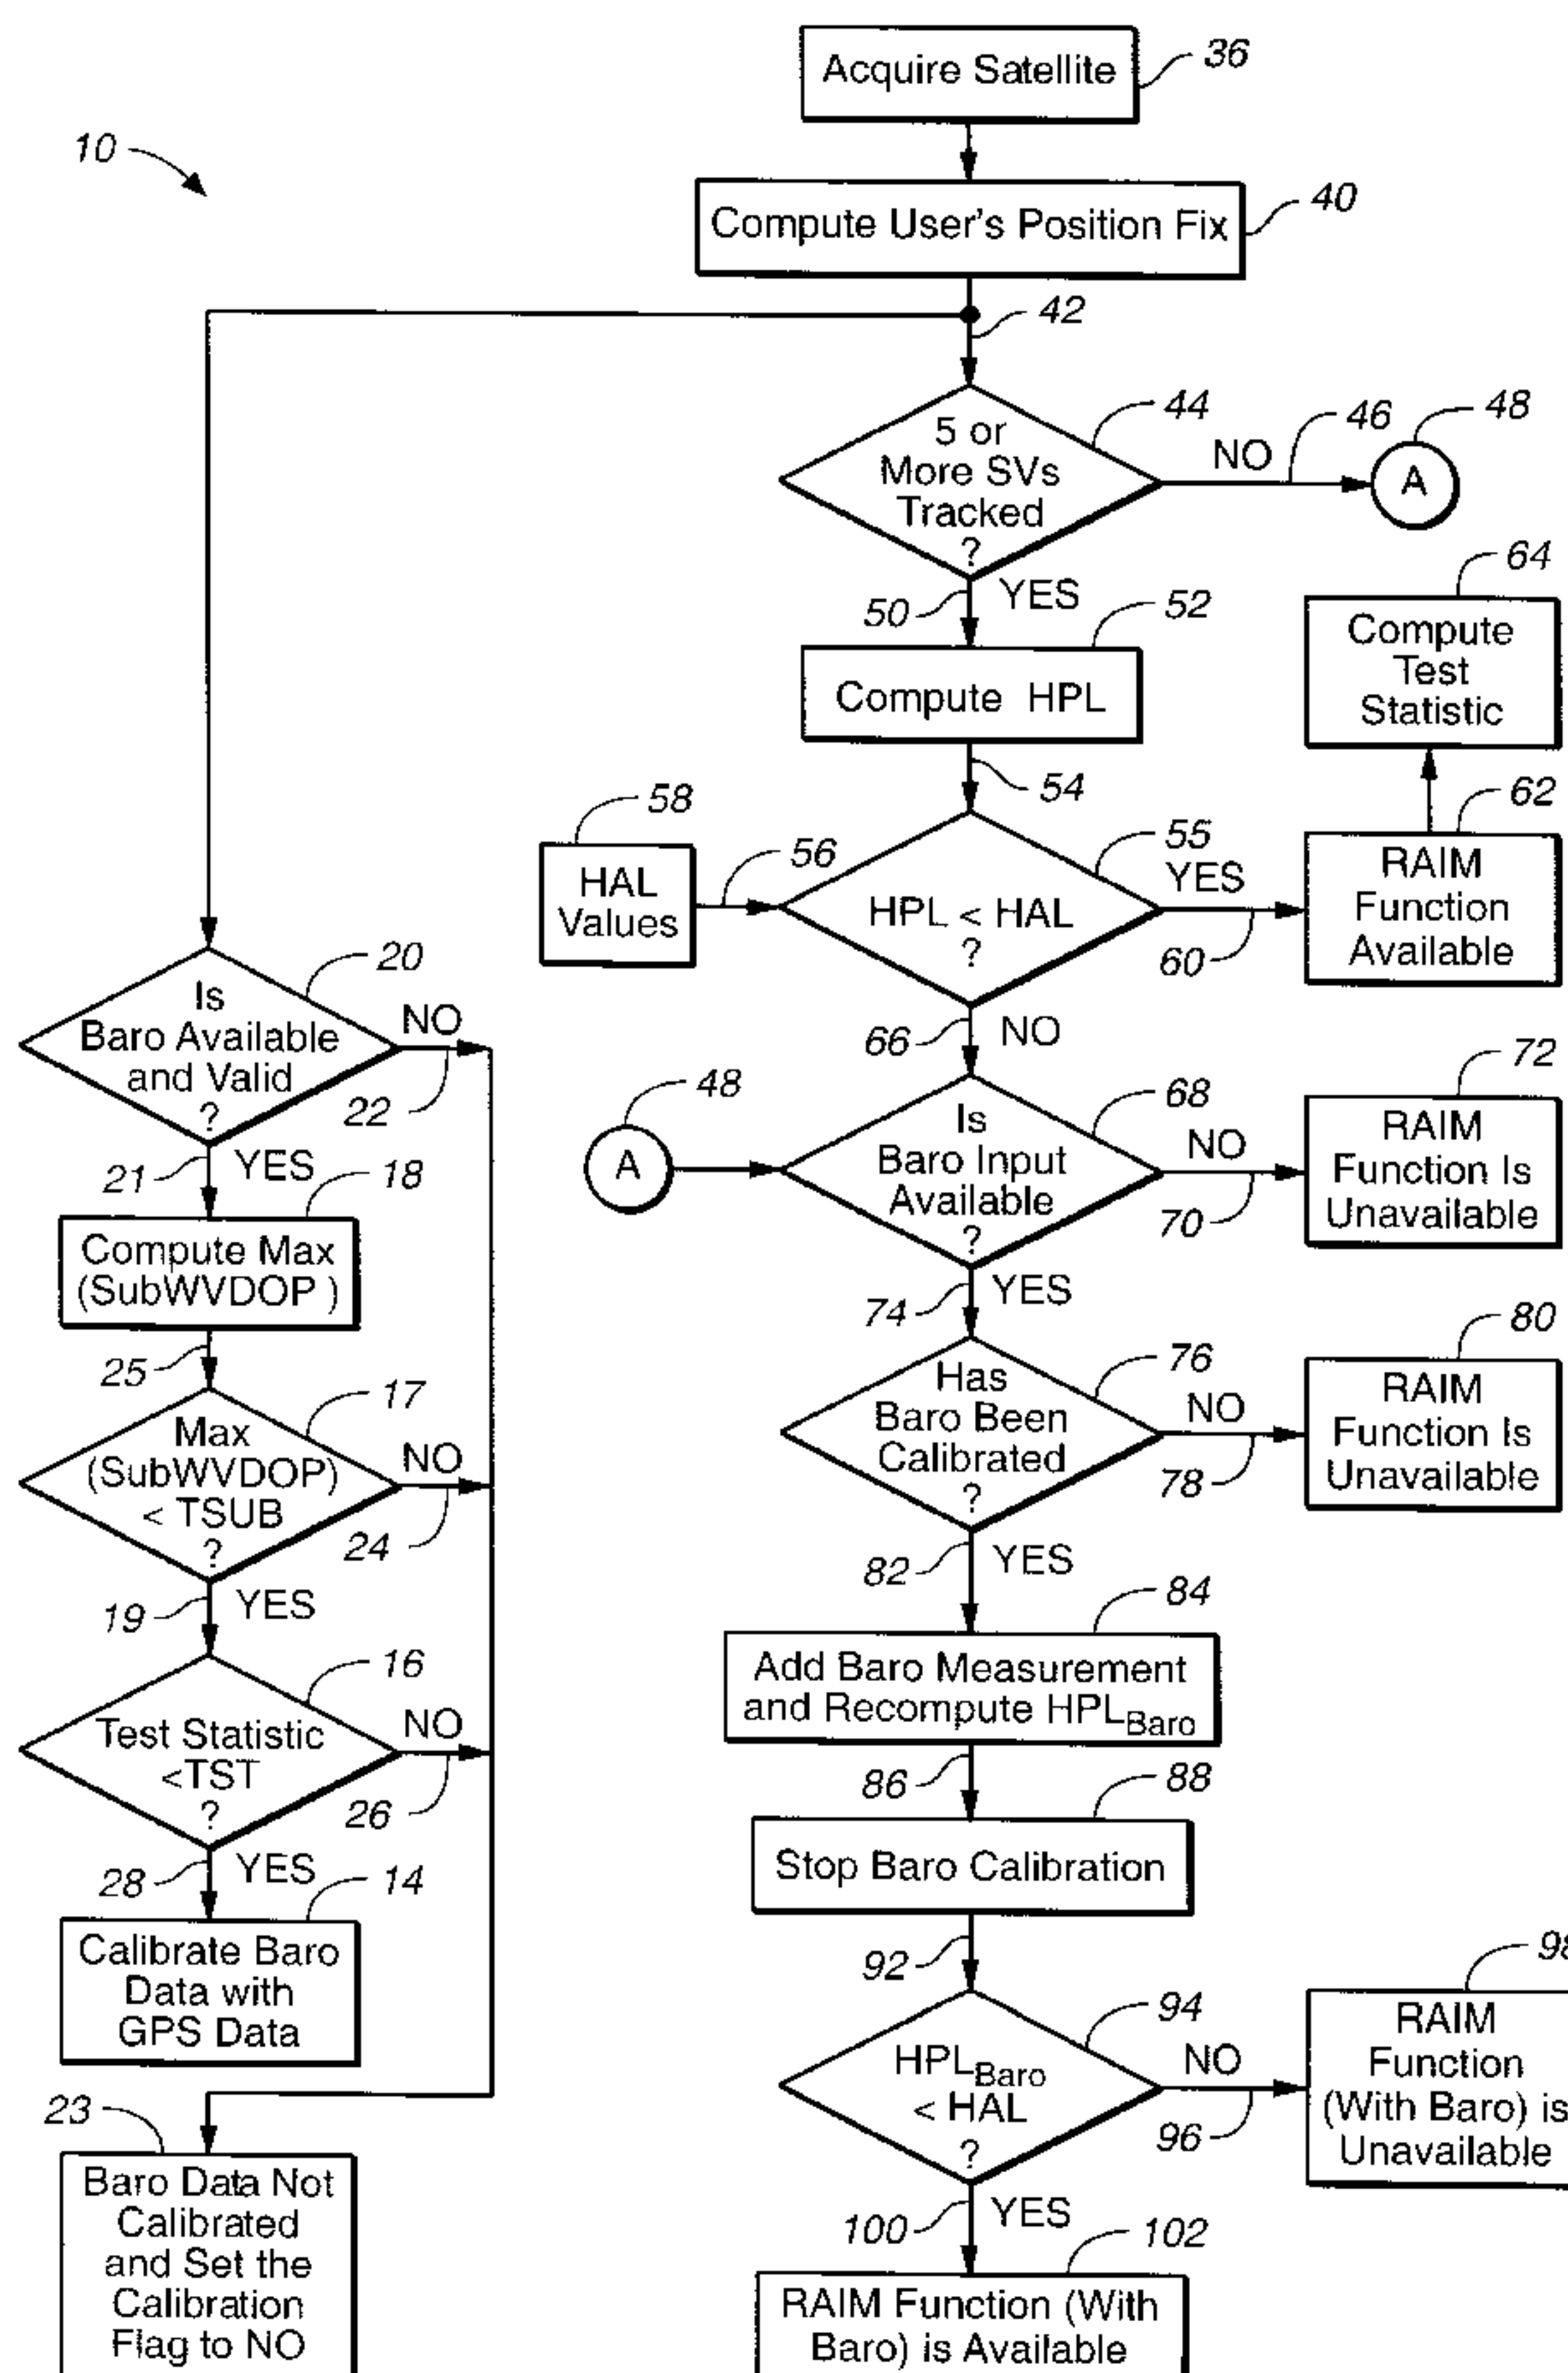 Acquire Satellite
36
10
Compute User's Position Fix
40
42
5 or
More SVs
Tracked
?
44
NO
46
48
A
50
YES
52
Compute HPL
64
Compute
Test
Statistic
54
58
HAL
Values
56
HPL < HAL
?
55
YES
60
62
RAIM
Function
Available
20
Is
Baro Available
and Valid
?
NO
22
66
NO
48
A
Is
Baro Input
Available
?
68
NO
70
72
RAIM
Function Is
Unavailable
21
YES
18
Compute Max
(SubWVDOP )
74
YES
25
17
Max
(SubWVDOP)
< TSUB
?
NO
24
Has
Baro Been
Calibrated
?
76
NO
78
80
RAIM
Function Is
Unavailable
19
YES
82
YES
16
Test Statistic
<TST
?
NO
26
84
Add Baro Measurement
and Recompute HPLBaro
86
88
Stop Baro Calibration
28
YES
14
Calibrate Baro
Data with
GPS Data
92
HPLBaro
< HAL
?
94
NO
96
98
RAIM
Function
(With Baro) is
Unavailable
23
Baro Data Not
Calibrated
and Set the
Calibration
Flag to NO
100
YES
102
RAIM Function (With
Baro) is Available